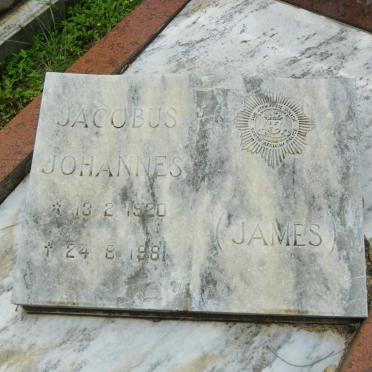 JACOBUS
JOHANNES
* 13 2 1920
† 24 8 1981
(JAMES)